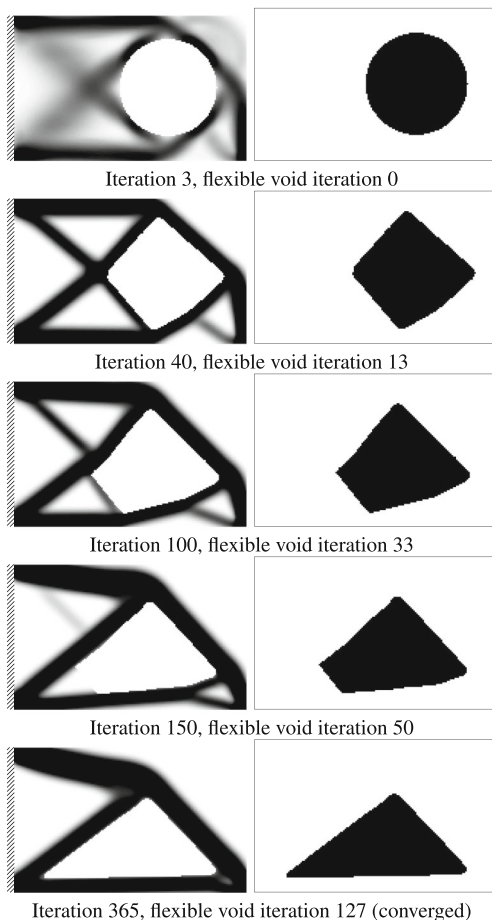 Iteration 3, flexible void iteration 0
Iteration 40, flexible void iteration 13
Iteration 100, flexible void iteration 33
Iteration 150, flexible void iteration 50
Iteration 365, flexible void iteration 127 (converged)